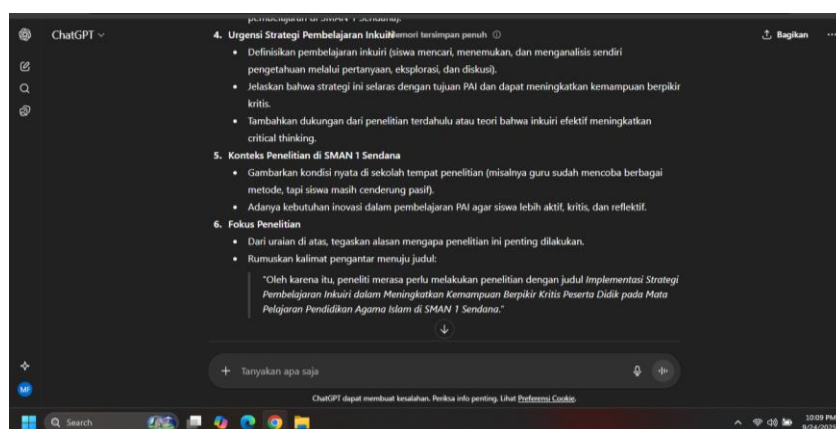 pembelajaran di SMAN 1 Sendana).
ChatGPT
4. Urgensi Strategi Pembelajaran Inkuiri
Memori tersimpan penuh
Bagikan
• Definisikan pembelajaran inkuiri (siswa mencari, menemukan, dan menganalisis sendiri
pengetahuan melalui pertanyaan, eksplorasi, dan diskusi).
• Jelaskan bahwa strategi ini selaras dengan tujuan PAI dan dapat meningkatkan kemampuan berpikir
kritis.
• Tambahkan dukungan dari penelitian terdahulu atau teori bahwa inkuiri efektif meningkatkan
critical thinking.
5. Konteks Penelitian di SMAN 1 Sendana
• Gambarkan kondisi nyata di sekolah tempat penelitian (misalnya guru sudah mencoba berbagai
metode, tapi siswa masih cenderung pasif).
• Adanya kebutuhan inovasi dalam pembelajaran PAI agar siswa lebih aktif, kritis, dan reflektif.
6. Fokus Penelitian
• Dari uraian di atas, tegaskan alasan mengapa penelitian ini penting dilakukan.
• Rumuskan kalimat pengantar menuju judul:
"Oleh karena itu, peneliti merasa perlu melakukan penelitian dengan judul Implementasi Strategi
Pembelajaran Inkuiri dalam Meningkatkan Kemampuan Berpikir Kritis Peserta Didik pada Mata
Pelajaran Pendidikan Agama Islam di SMAN 1 Sendana."
Tanyakan apa saja
MF
ChatGPT dapat membuat kesalahan. Periksa info penting. Lihat Preferensi Cookie.
Search
10:09 PM